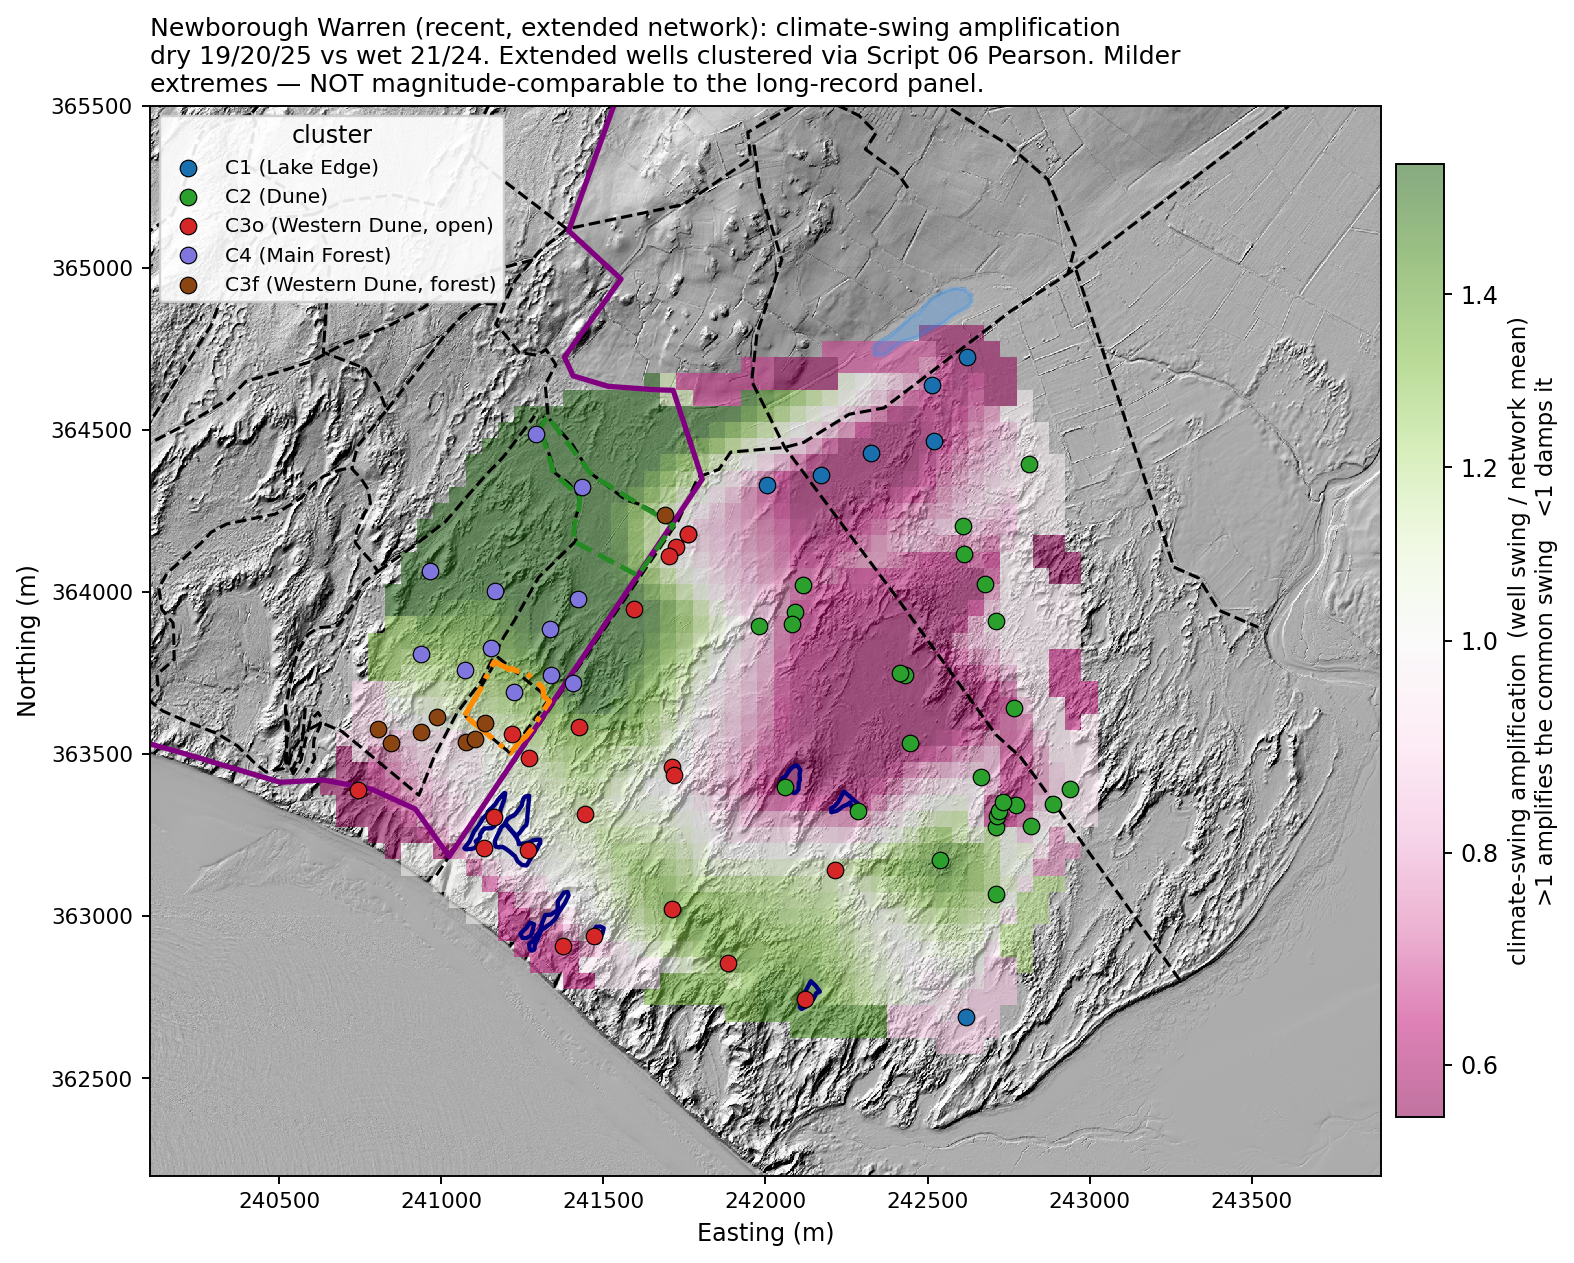 Newborough Warren (recent, extended network): climate-swing amplification
dry 19/20/25 vs wet 21/24. Extended wells clustered via Script 06 Pearson. Milder
extremes — NOT magnitude-comparable to the long-record panel.
cluster
C1 (Lake Edge)
C2 (Dune)
C3o (Western Dune, open)
C4 (Main Forest)
C3f (Western Dune, forest)
365500
365000
364500
364000
363500
363000
362500
Northing (m)
240500
241000
241500
242000
242500
243000
243500
Easting (m)
1.4
1.2
1.0
0.8
0.6
climate-swing amplification  (well swing / network mean)
>1 amplifies the common swing   <1 damps it